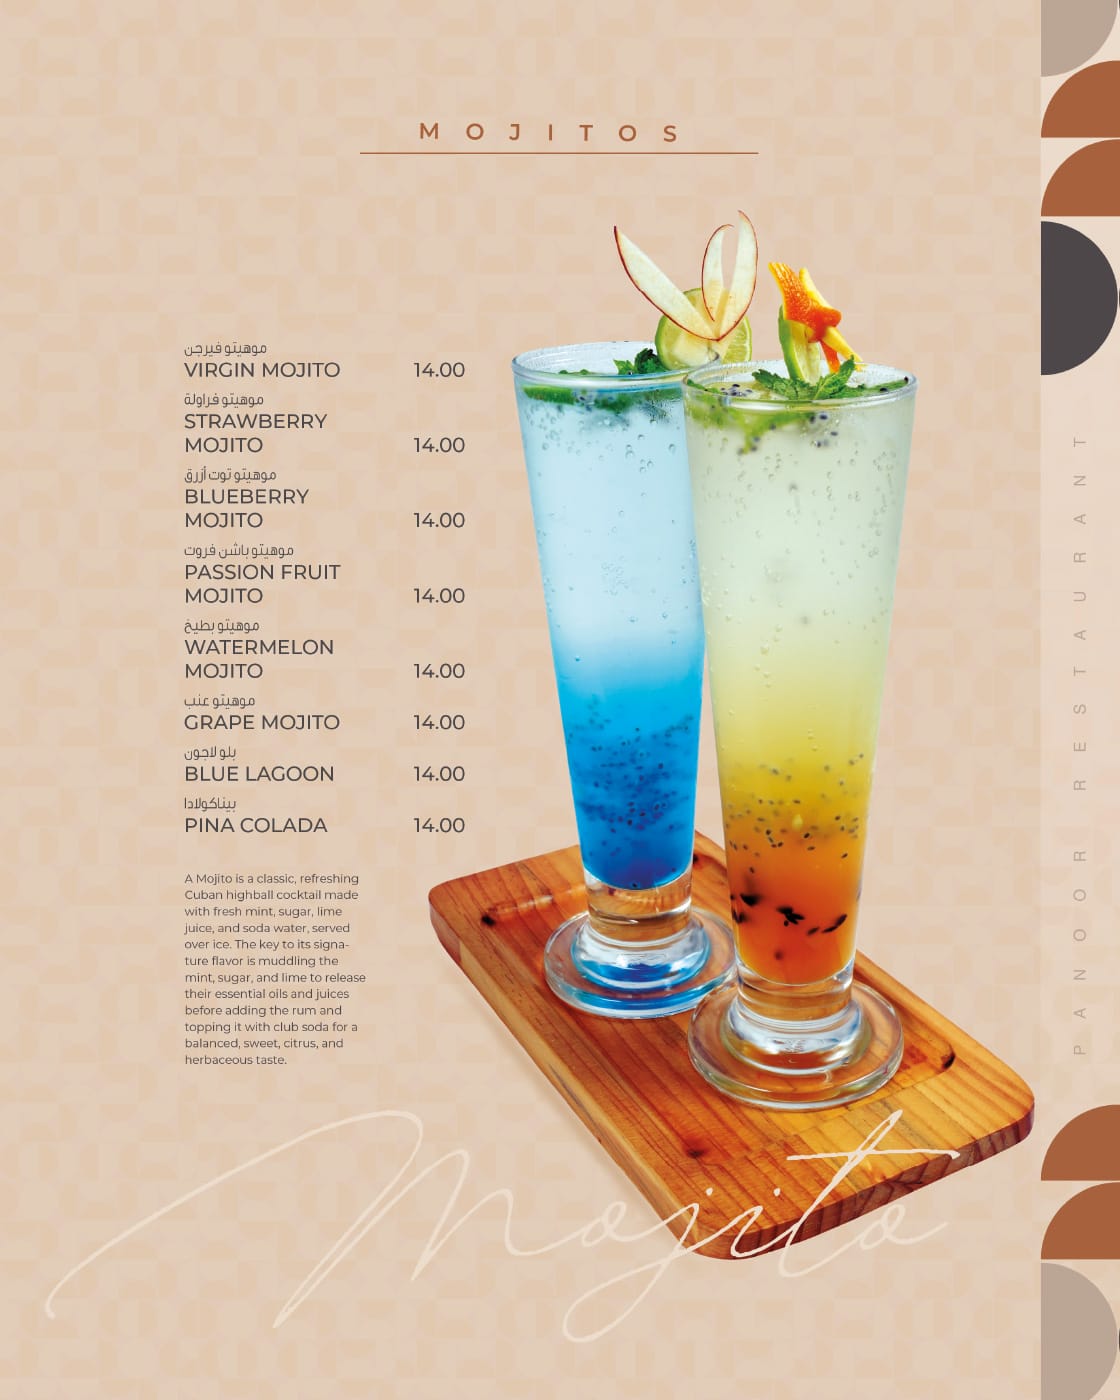 MOJITOS
موهيتو فيرجن
VIRGIN MOJITO 14.00
موهيتو فراولة
STRAWBERRY
MOJITO 14.00
موهيتو توت أزرق
BLUEBERRY
MOJITO 14.00
موهيتو باشن فروت
PASSION FRUIT
MOJITO 14.00
موهيتو بطيخ
WATERMELON
MOJITO 14.00
موهيتو عنب
GRAPE MOJITO 14.00
بلو لاجون
BLUE LAGOON 14.00
بيناكولادا
PINA COLADA 14.00
A Mojito is a classic, refreshing
Cuban highball cocktail made
with fresh mint, sugar, lime
juice, and soda water, served
over ice. The key to its signa-
ture flavor is muddling the
mint, sugar, and lime to release
their essential oils and juices
before adding the rum and
topping it with club soda for a
balanced, sweet, citrus, and
herbaceous taste.
Mojito
PANOOR RESTAURANT